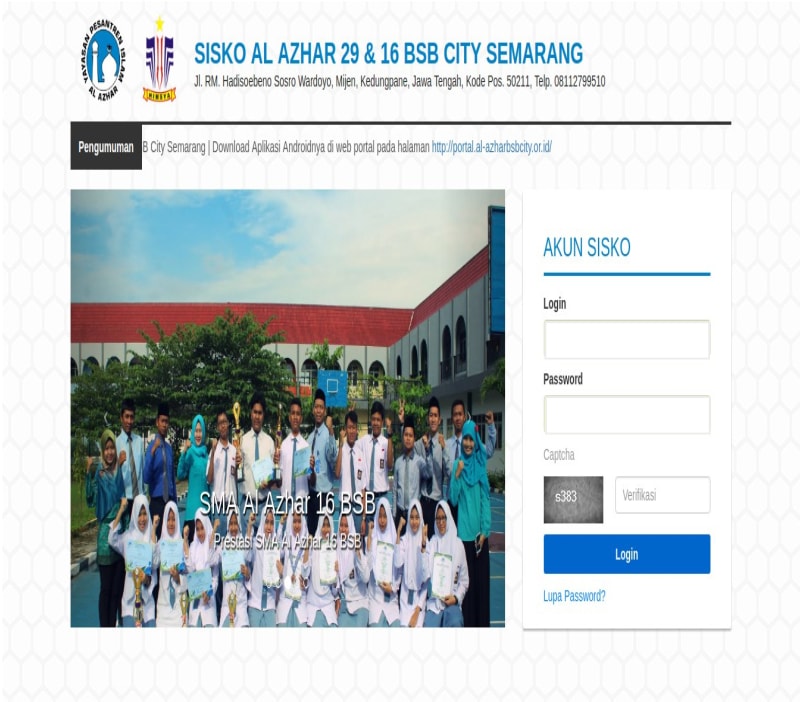 YAYASAN PESANTREN ISLAM
AL AZHAR
SISKO AL AZHAR 29 & 16 BSB CITY SEMARANG
Jl. RM. Hadisoebeno Sosro Wardoyo, Mijen, Kedungpane, Jawa Tengah, Kode Pos. 50211, Telp. 08112799510
Pengumuman
B City Semarang | Download Aplikasi Androidnya di web portal pada halaman http://portal.al-azharbsbcity.or.id/
SMA Al Azhar 16 BSB
Prestasi SMA Al Azhar 16 BSB
AKUN SISKO
Login
Password
Captcha
s383
Verifikasi
Login
Lupa Password?